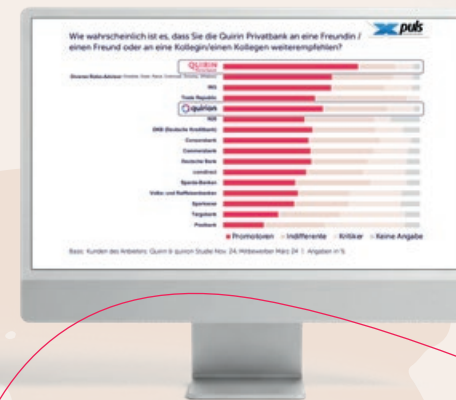 puls
Wie wahrscheinlich ist es, dass Sie die Quirin Privatbank an eine Freundin /
einen Freund oder an eine Kollegin/einen Kollegen weiterempfehlen?
QUIRIN
Diverse Robo-Advisor
ING
Trade Republic
quirion
N26
DKB (Deutsche Kreditbank)
Consorsbank
Commerzbank
Deutsche Bank
comdirect
Sparda-Banken
Volks- und Raiffeisenbanken
Sparkasse
Targobank
Postbank
Promotoren Indifferente Kritiker Keine Angabe
Basis: Kunden des Anbieters: Quirin & quirion Studie Nov. 24, Mitbewerber März 24 | Angaben in %